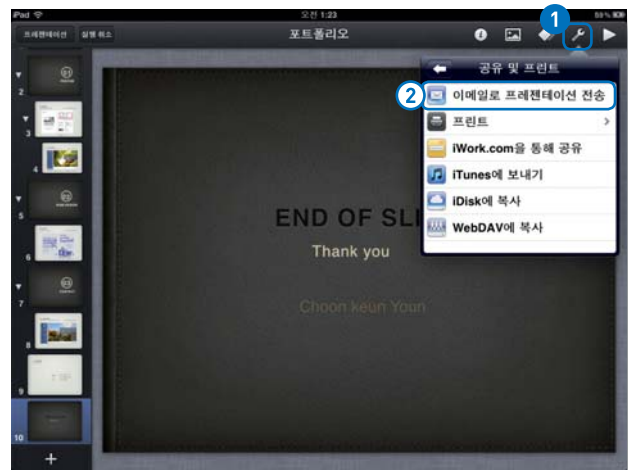 iPad 오전 1:23 88%
프레젠테이션 실행 취소 포트폴리오
1
공유 및 프린트
2 이메일로 프레젠테이션 전송
프린트
iWork.com을 통해 공유
iTunes에 보내기
iDisk에 복사
WebDAV에 복사
END OF SLI
Thank you
Choon keun Youn
2
3
4
5
6
7
8
9
10